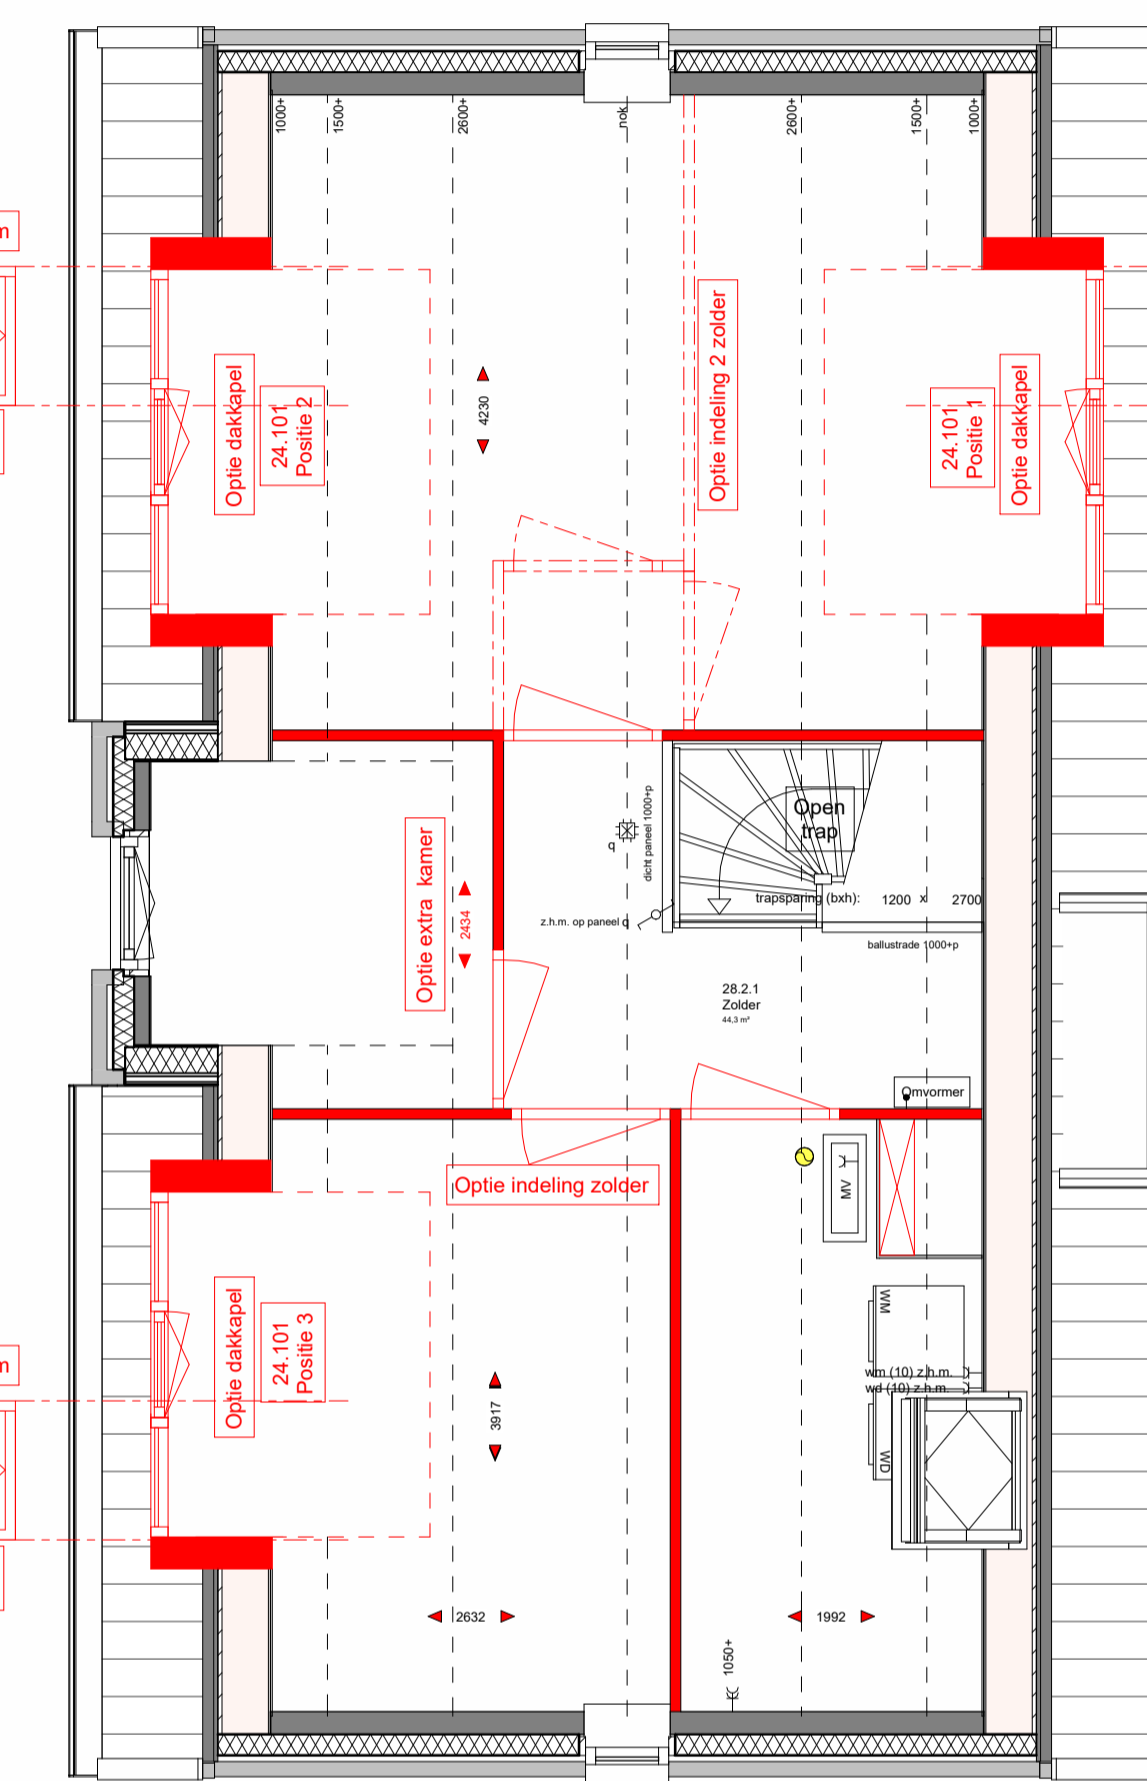 1000+
1500+
2600+
nok
2600+
1500+
1000+
m
Optie dakkapel
24.101
Positie 2
4230
Optie indeling 2 zolder
24.101
Positie 1
Optie dakkapel
Optie extra kamer
2434
q
dicht paneel 1000+p
z.h.m. op paneel q
Open
trap
trapsparing (bxh): 1200 x 2700
ballustrade 1000+p
28.2.1
Zolder
44,3 m²
Omvormer
MV
Optie indeling zolder
m
Optie dakkapel
24.101
Positie 3
3917
WM
wm (10) z.h.m.
wd (10) z.h.m.
WD
2632
1992
1050+